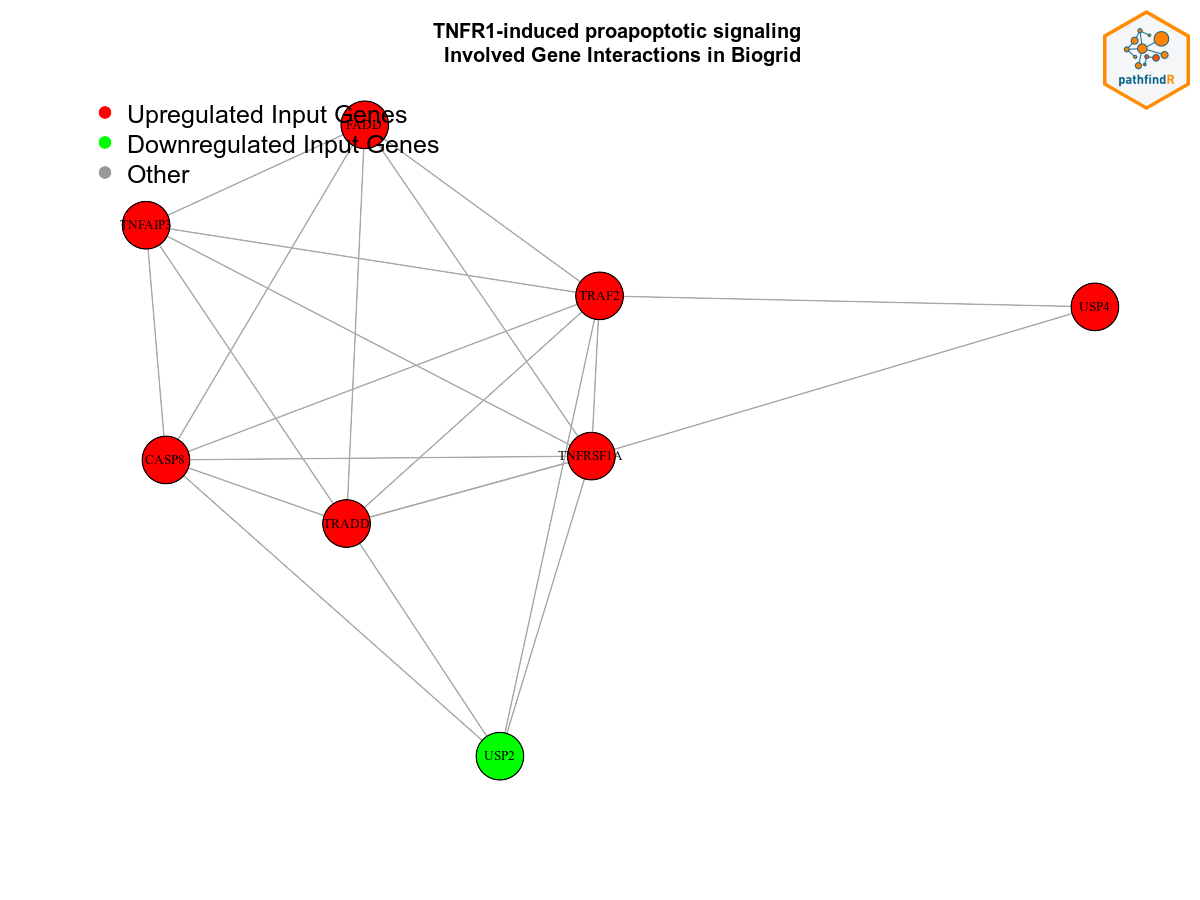 TNFR1-induced proapoptotic signaling
Involved Gene Interactions in Biogrid
pathfindR
Upregulated Input Genes
FADD
Downregulated Input Genes
Other
TNFAIP3
TRAF2
USP4
CASP8
TNFRSF1A
TRADD
USP2